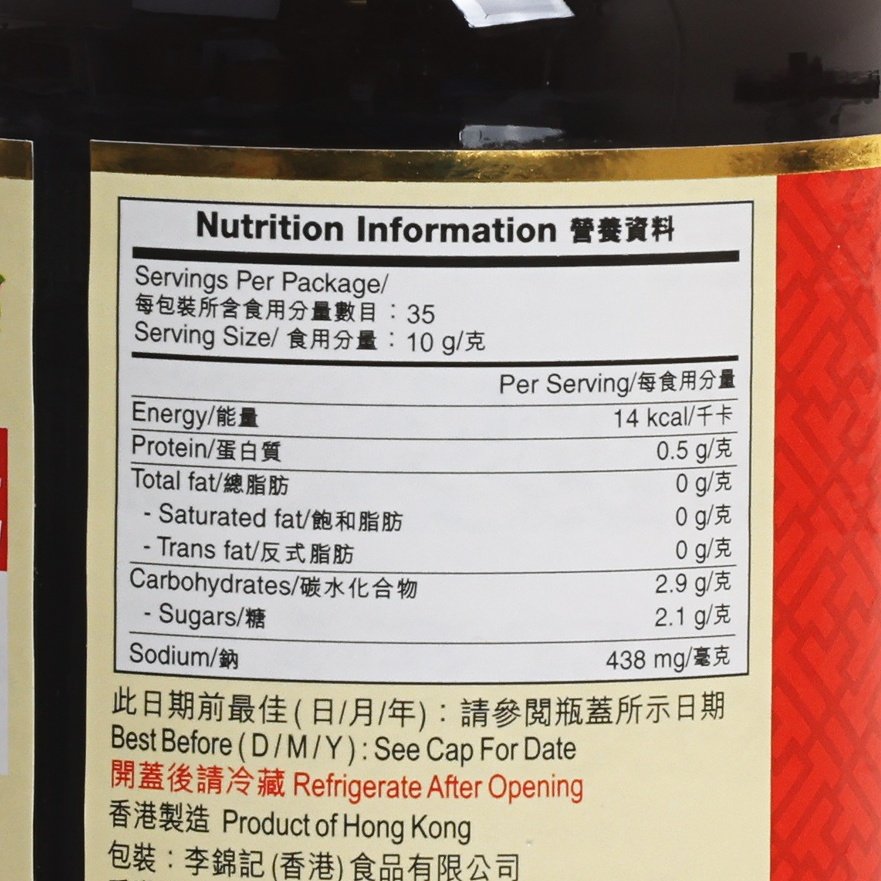 Nutrition Information 營養資料
Servings Per Package/
每包裝所含食用分量數目：35
Serving Size/ 食用分量：10 g/克
Per Serving/每食用分量
Energy/能量 14 kcal/千卡
Protein/蛋白質 0.5 g/克
Total fat/總脂肪 0 g/克
- Saturated fat/飽和脂肪 0 g/克
- Trans fat/反式脂肪 0 g/克
Carbohydrates/碳水化合物 2.9 g/克
- Sugars/糖 2.1 g/克
Sodium/鈉 438 mg/毫克
此日期前最佳 ( 日/月/年)：請參閱瓶蓋所示日期
Best Before ( D / M / Y ) : See Cap For Date
開蓋後請冷藏 Refrigerate After Opening
香港製造 Product of Hong Kong
包裝：李錦記 (香港) 食品有限公司